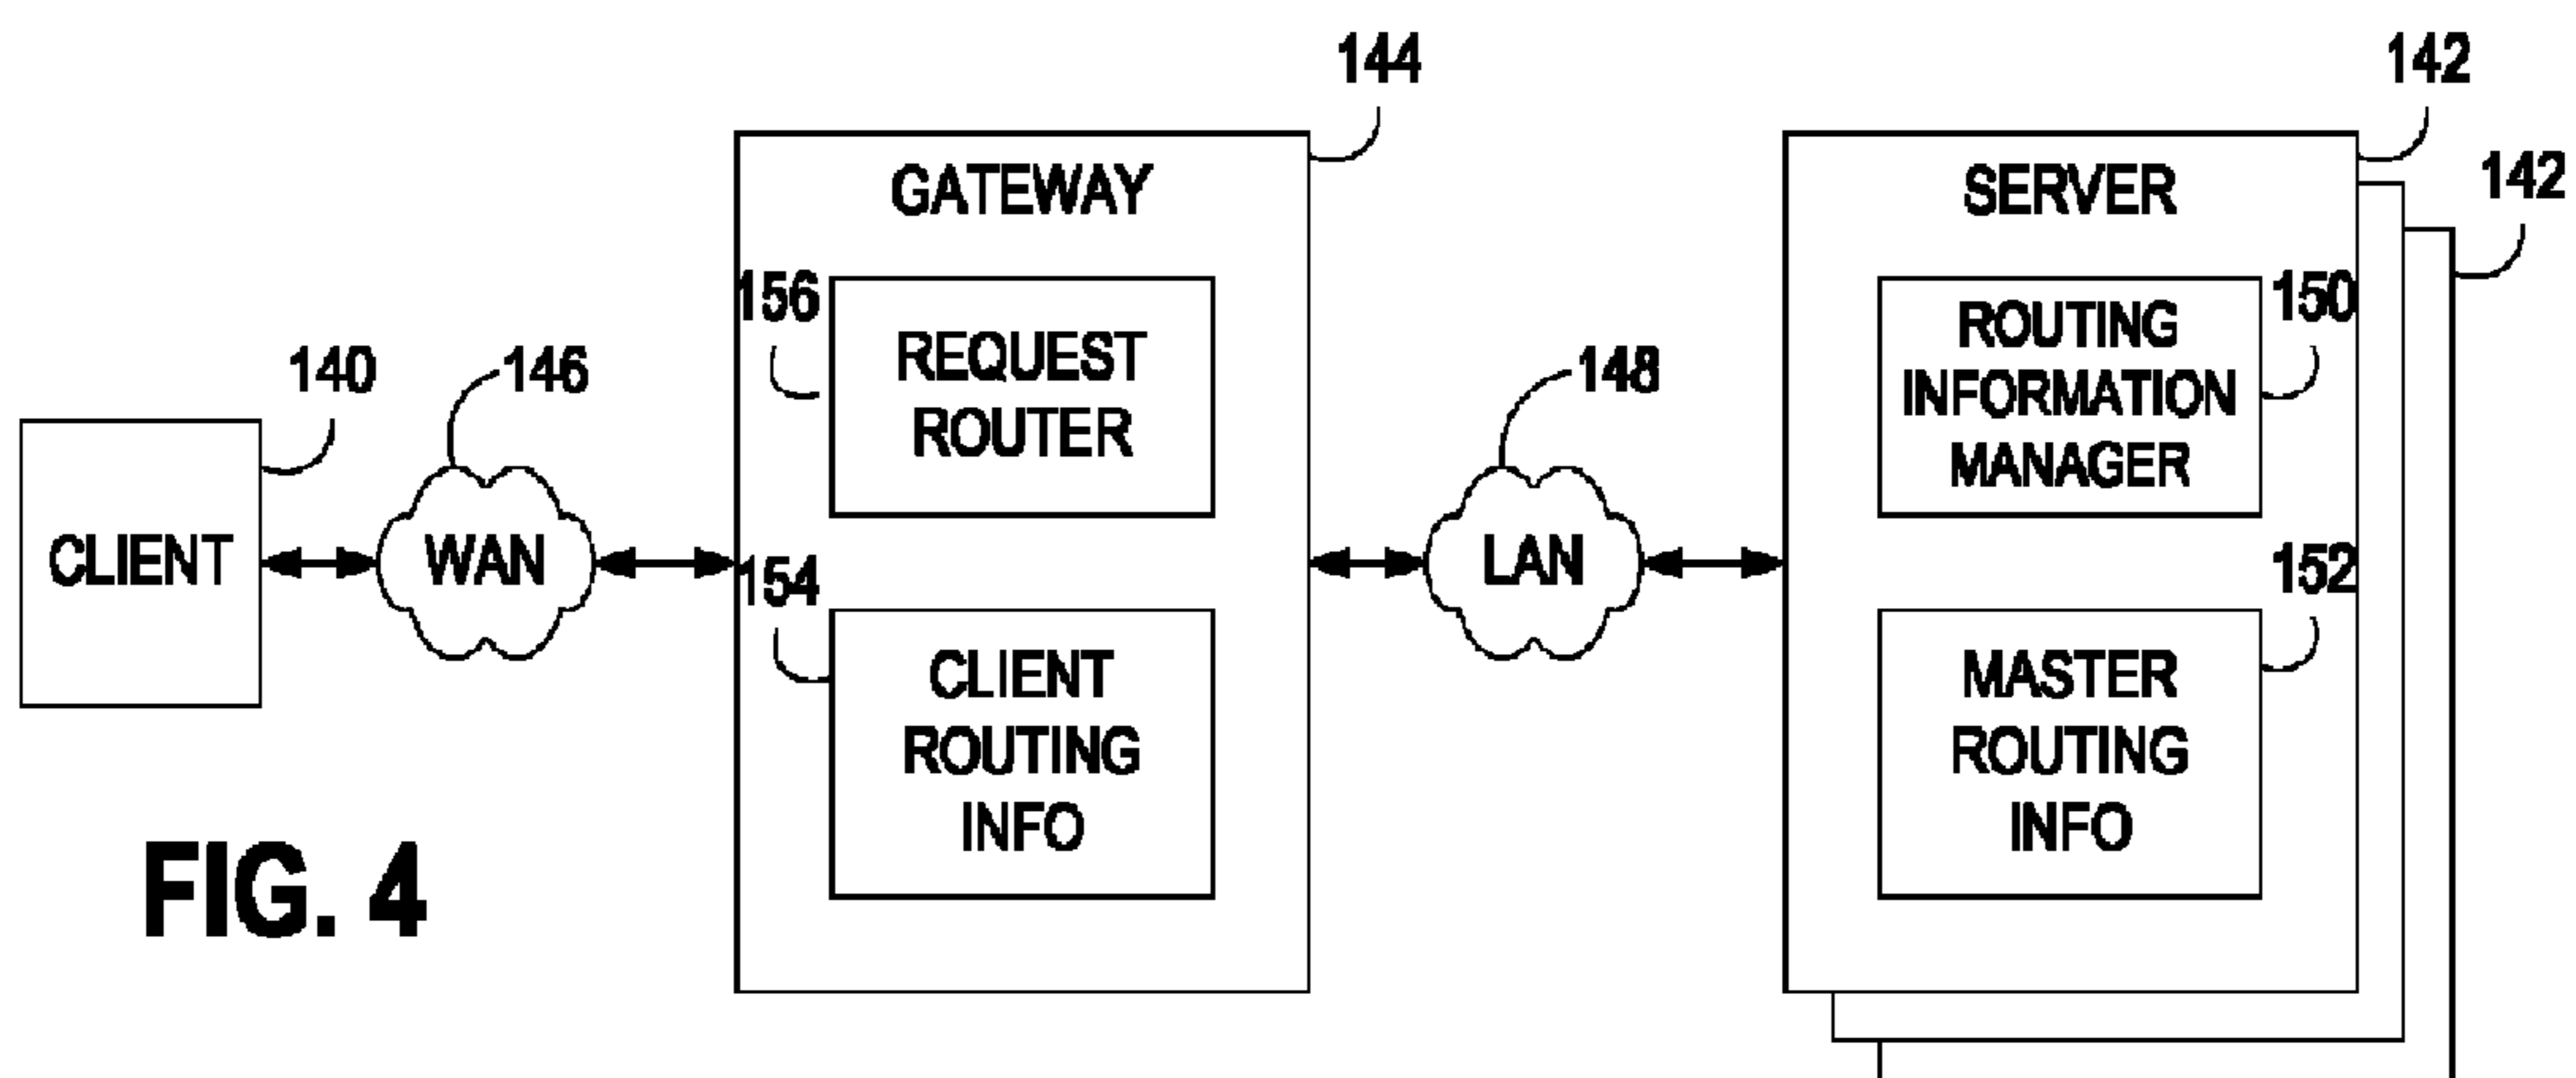 144
142
142
GATEWAY
SERVER
156
REQUEST
ROUTER
150
ROUTING
INFORMATION
MANAGER
140
146
148
CLIENT
WAN
LAN
154
CLIENT
ROUTING
INFO
152
MASTER
ROUTING
INFO
FIG. 4